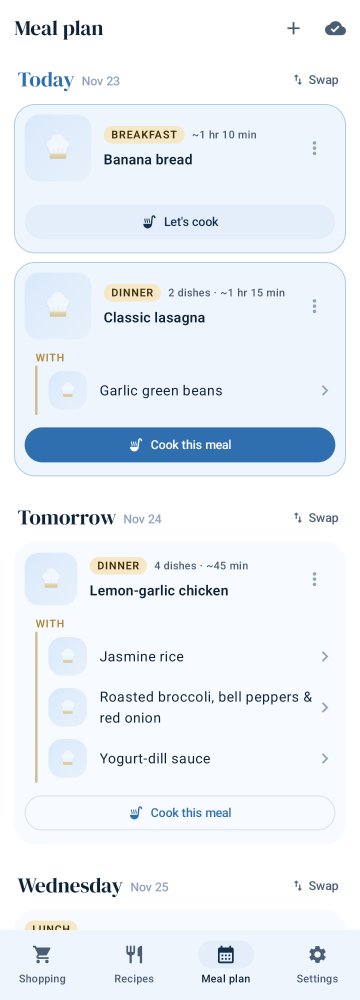 Meal plan
Today Nov 23 Swap
BREAKFAST ~1 hr 10 min
Banana bread
Let's cook
DINNER 2 dishes · ~1 hr 15 min
Classic lasagna
WITH
Garlic green beans
Cook this meal
Tomorrow Nov 24 Swap
DINNER 4 dishes · ~45 min
Lemon-garlic chicken
WITH
Jasmine rice
Roasted broccoli, bell peppers &
red onion
Yogurt-dill sauce
Cook this meal
Wednesday Nov 25 Swap
LUNCH
Shopping Recipes Meal plan Settings